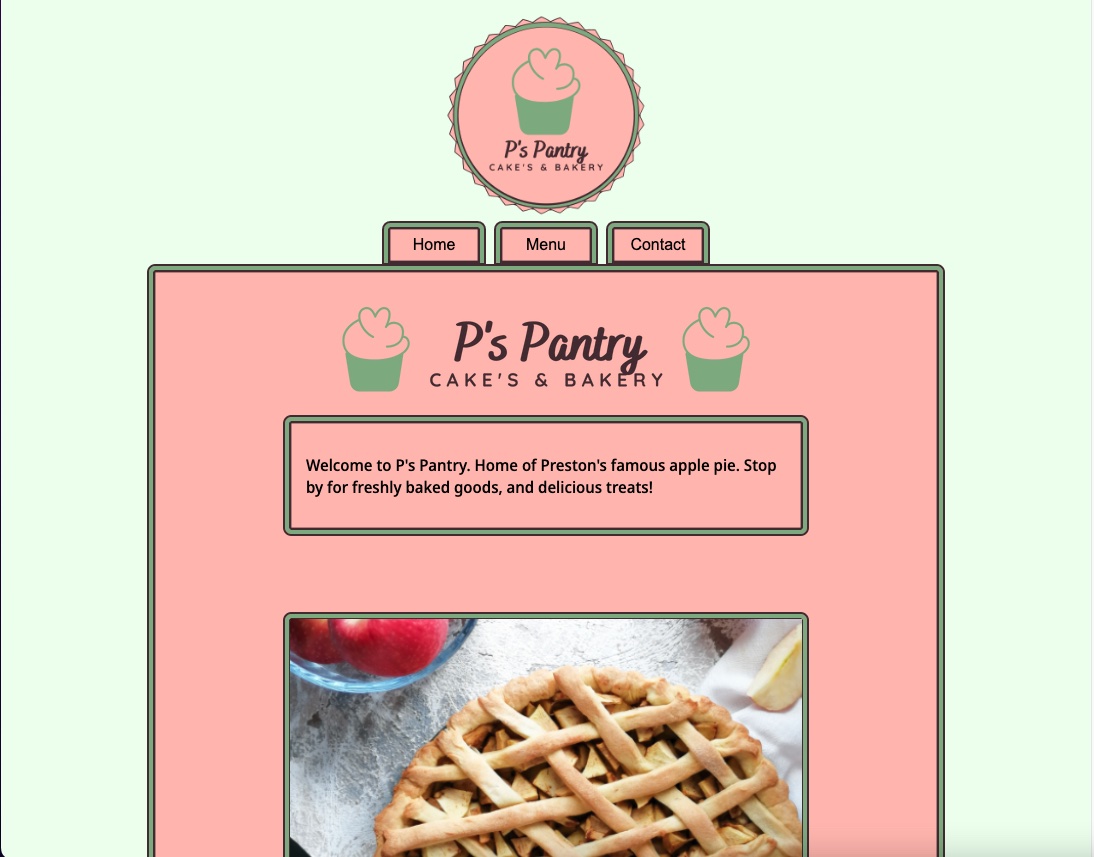 P's Pantry
CAKE'S & BAKERY
Home
Menu
Contact
P's Pantry
CAKE'S & BAKERY
Welcome to P's Pantry. Home of Preston's famous apple pie. Stop
by for freshly baked goods, and delicious treats!